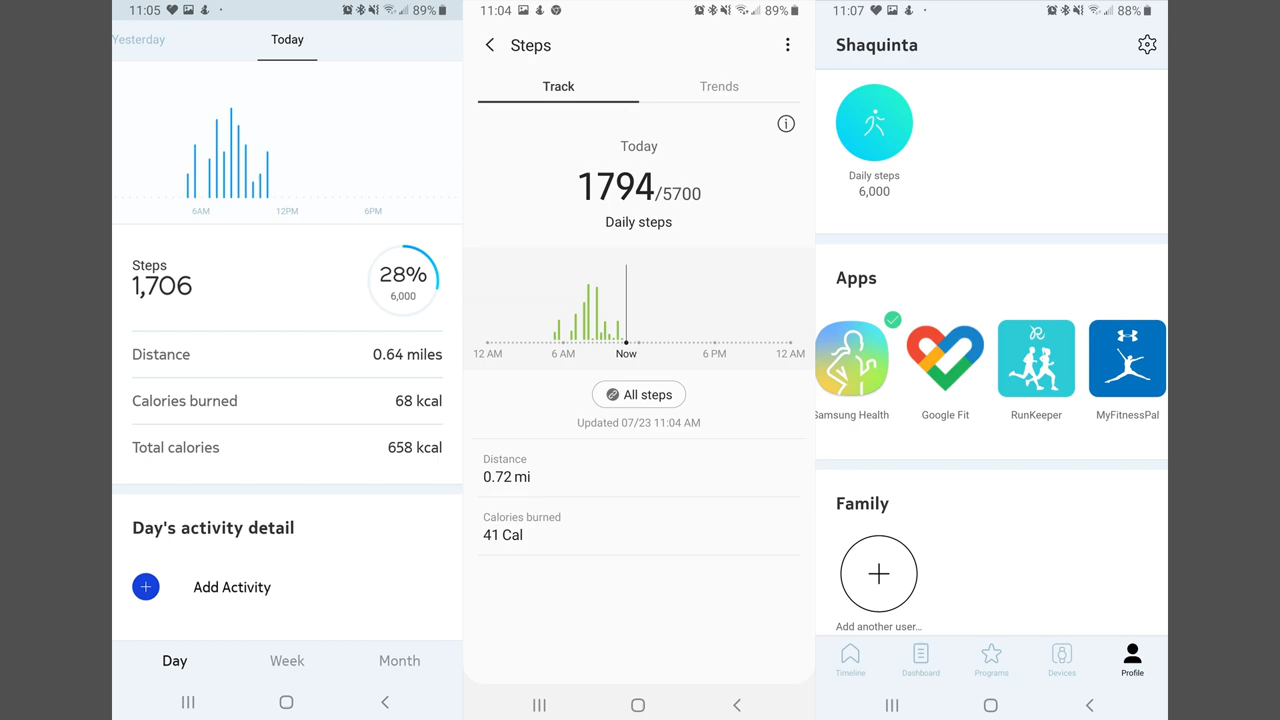 11:05
89%
Yesterday
Today
6AM
12PM
6PM
Steps
1,706
28%
6,000
Distance
0.64 miles
Calories burned
68 kcal
Total calories
658 kcal
Day's activity detail
+
Add Activity
Day
Week
Month
11:04
89%
Steps
Track
Trends
Today
1794/5700
Daily steps
12 AM
6 AM
Now
6 PM
12 AM
All steps
Updated 07/23 11:04 AM
Distance
0.72 mi
Calories burned
41 Cal
11:07
88%
Shaquinta
Daily steps
6,000
Apps
Samsung Health
Google Fit
RunKeeper
MyFitnessPal
Family
Add another user...
Timeline
Dashboard
Programs
Devices
Profile